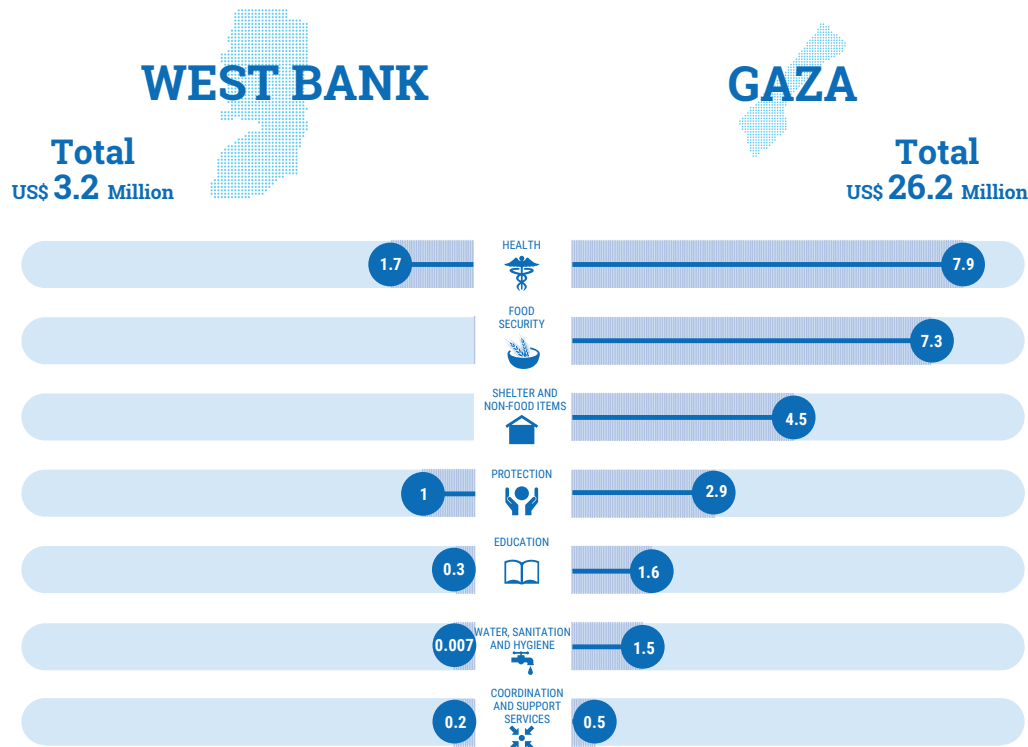 WEST BANK
GAZA
Total
US$ 3.2 Million
Total
US$ 26.2 Million
HEALTH
1.7
7.9
FOOD
SECURITY
7.3
SHELTER AND
NON-FOOD ITEMS
4.5
PROTECTION
1
2.9
EDUCATION
0.3
1.6
WATER, SANITATION
AND HYGIENE
0.007
1.5
COORDINATION
AND SUPPORT
SERVICES
0.2
0.5